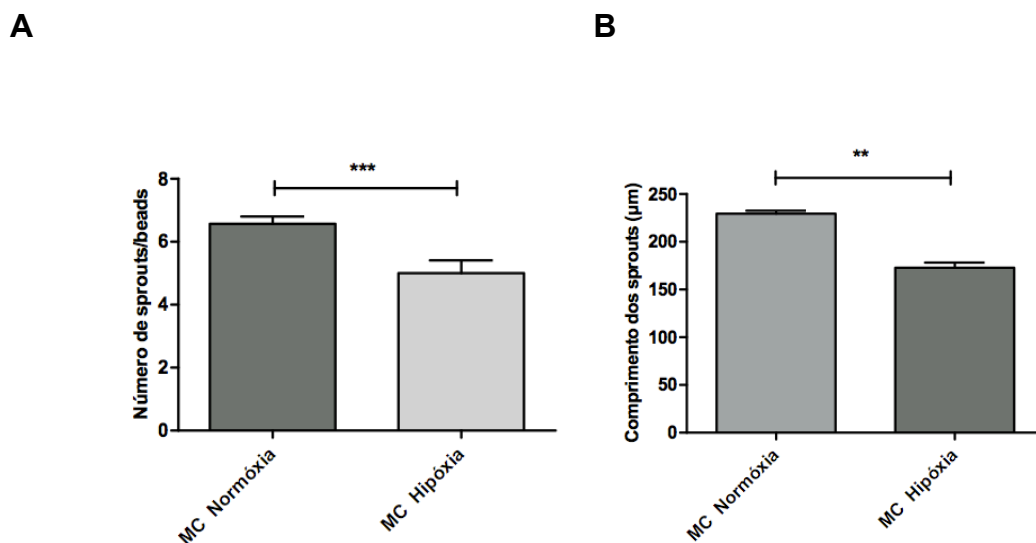 A
B
***
Número de sprouts/beads
8
6
4
2
0
MC Normóxia
MC Hipóxia
**
Comprimento dos sprouts (µm)
250
200
150
100
50
0
MC Normóxia
MC Hipóxia